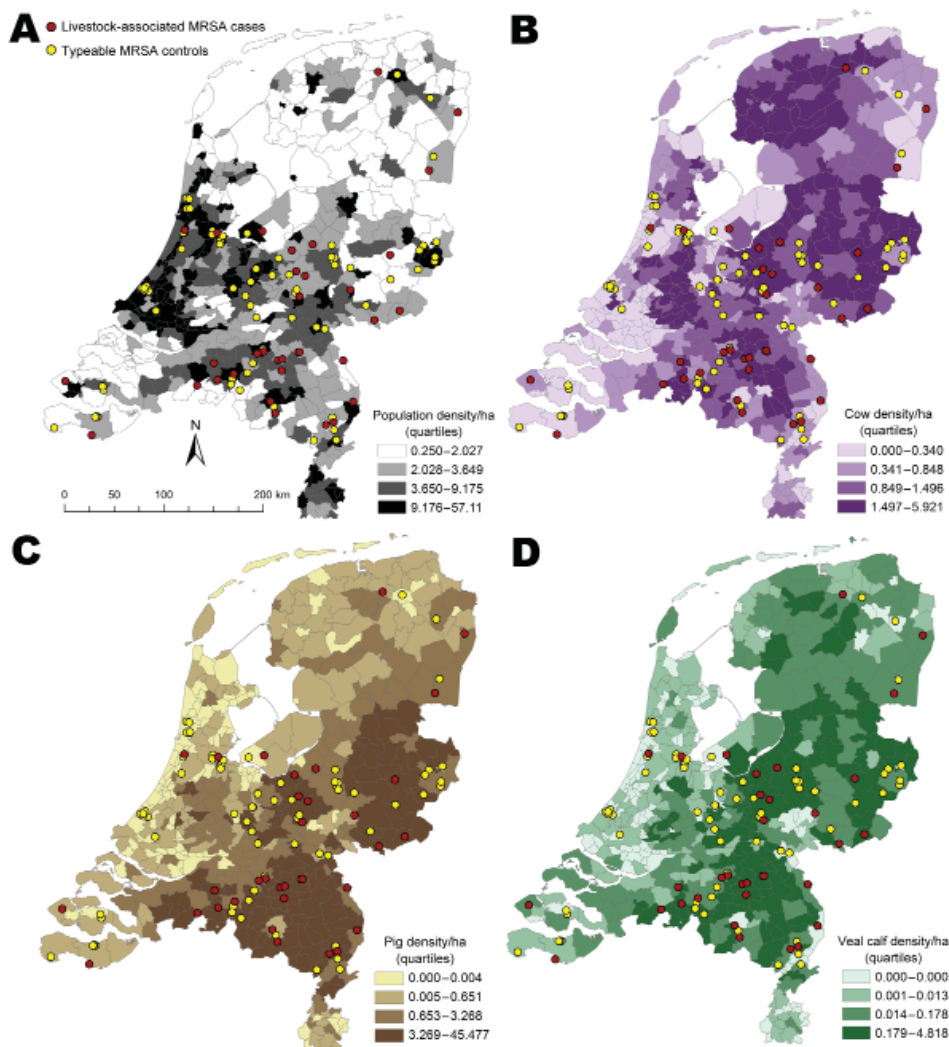 A
Livestock-associated MRSA cases
Typeable MRSA controls
N
0 50 100 200 km
Population density/ha
(quartiles)
0.250–2.027
2.028–3.649
3.650–9.175
9.176–57.11
B
Cow density/ha
(quartiles)
0.000–0.340
0.341–0.848
0.849–1.496
1.497–5.921
C
Pig density/ha
(quartiles)
0.000–0.004
0.005–0.651
0.653–3.268
3.269–45.477
D
Veal calf density/ha
(quartiles)
0.000–0.000
0.001–0.013
0.014–0.178
0.179–4.818